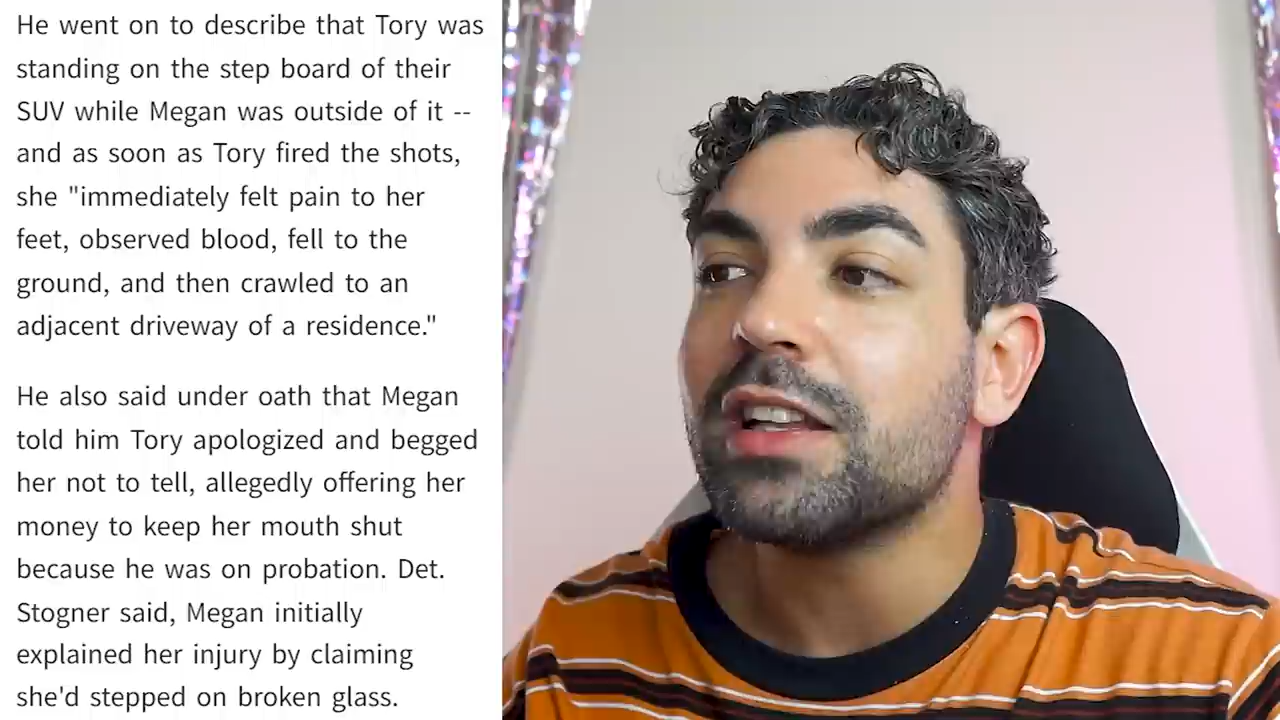 He went on to describe that Tory was
standing on the step board of their
SUV while Megan was outside of it --
and as soon as Tory fired the shots,
she "immediately felt pain to her
feet, observed blood, fell to the
ground, and then crawled to an
adjacent driveway of a residence."
He also said under oath that Megan
told him Tory apologized and begged
her not to tell, allegedly offering her
money to keep her mouth shut
because he was on probation. Det.
Stogner said, Megan initially
explained her injury by claiming
she'd stepped on broken glass.